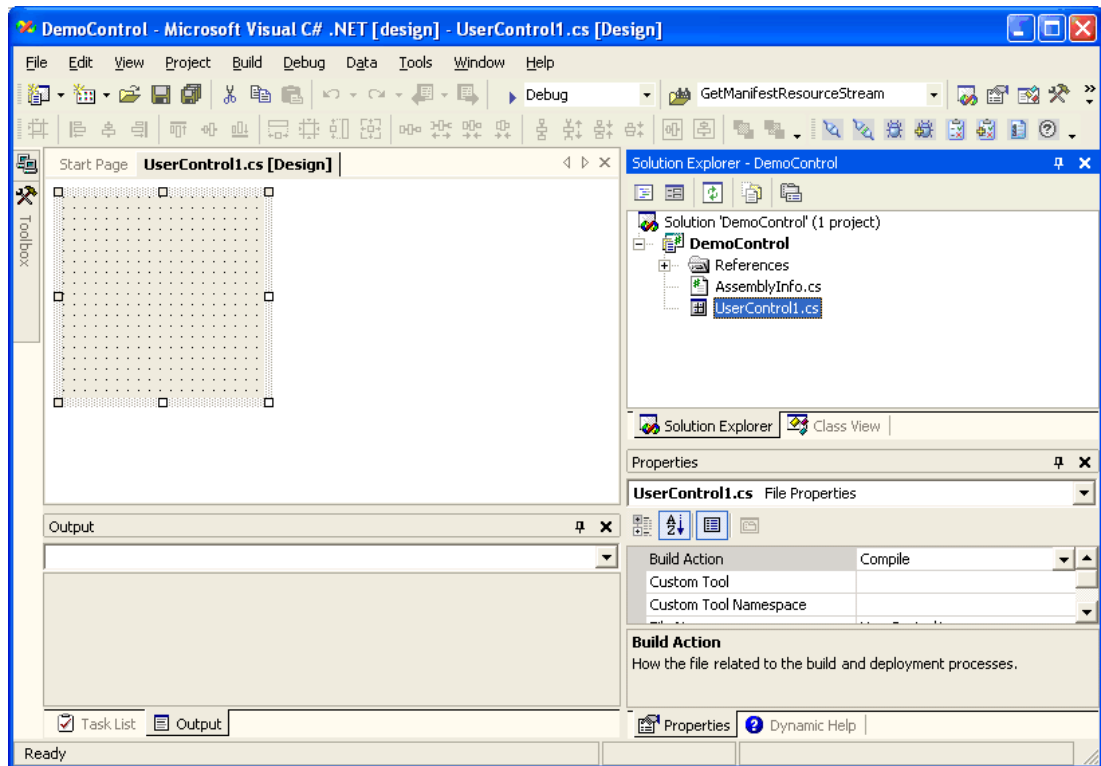 DemoControl - Microsoft Visual C# .NET [design] - UserControl1.cs [Design]
File Edit View Project Build Debug Data Tools Window Help
Debug GetManifestResourceStream
Start Page UserControl1.cs [Design]
Toolbox
Solution Explorer - DemoControl
Solution 'DemoControl' (1 project)
DemoControl
References
AssemblyInfo.cs
UserControl1.cs
Solution Explorer Class View
Properties
UserControl1.cs File Properties
Build Action Compile
Custom Tool
Custom Tool Namespace
Build Action
How the file related to the build and deployment processes.
Properties Dynamic Help
Output
Task List Output
Ready